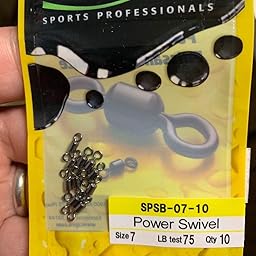 SPORTS PROFESSIONALS
SPSB-07-10
Power Swivel
Size 7 LB test 75 Qty 10